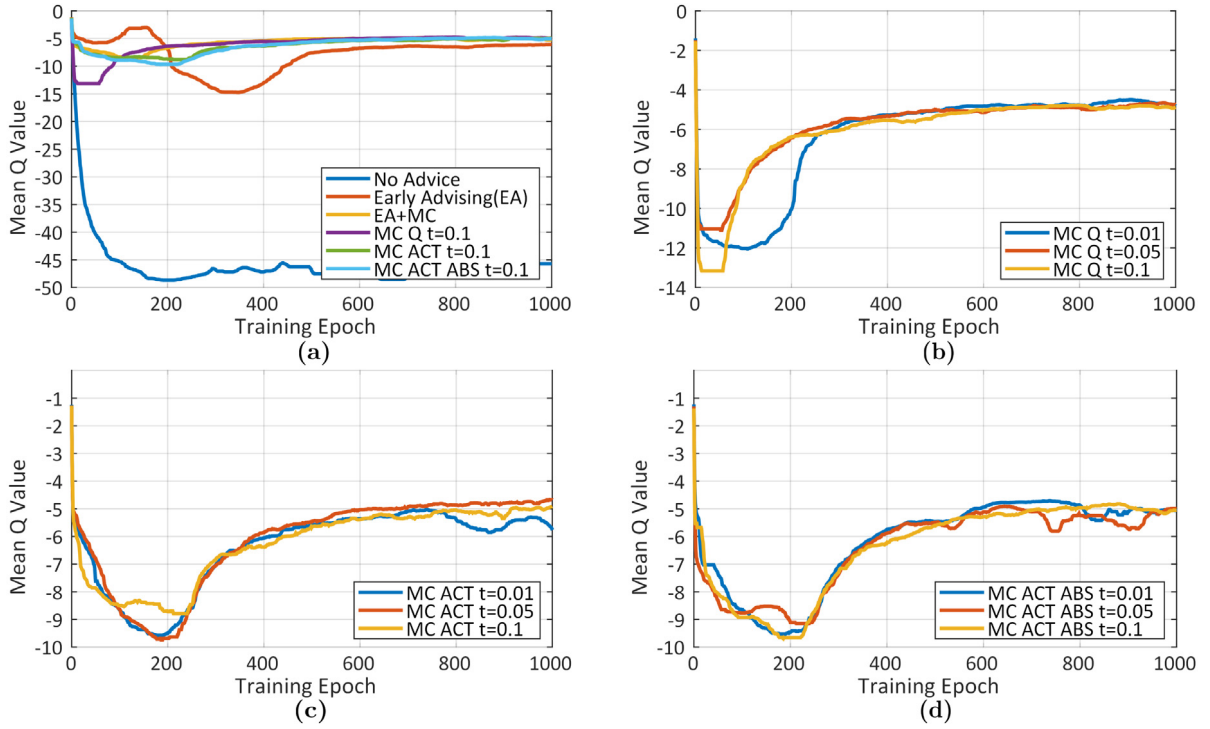 0
-5
-10
-15
-20
-25
-30
-35
-40
-45
-50
0
200
400
600
800
1000
Mean Q Value
Training Epoch
No Advice
Early Advising(EA)
EA+MC
MC Q t=0.1
MC ACT t=0.1
MC ACT ABS t=0.1
(a)
0
-2
-4
-6
-8
-10
-12
-14
0
200
400
600
800
1000
Mean Q Value
Training Epoch
MC Q t=0.01
MC Q t=0.05
MC Q t=0.1
(b)
-1
-2
-3
-4
-5
-6
-7
-8
-9
-10
0
200
400
600
800
1000
Mean Q Value
Training Epoch
MC ACT t=0.01
MC ACT t=0.05
MC ACT t=0.1
(c)
-1
-2
-3
-4
-5
-6
-7
-8
-9
-10
0
200
400
600
800
1000
Mean Q Value
Training Epoch
MC ACT ABS t=0.01
MC ACT ABS t=0.05
MC ACT ABS t=0.1
(d)